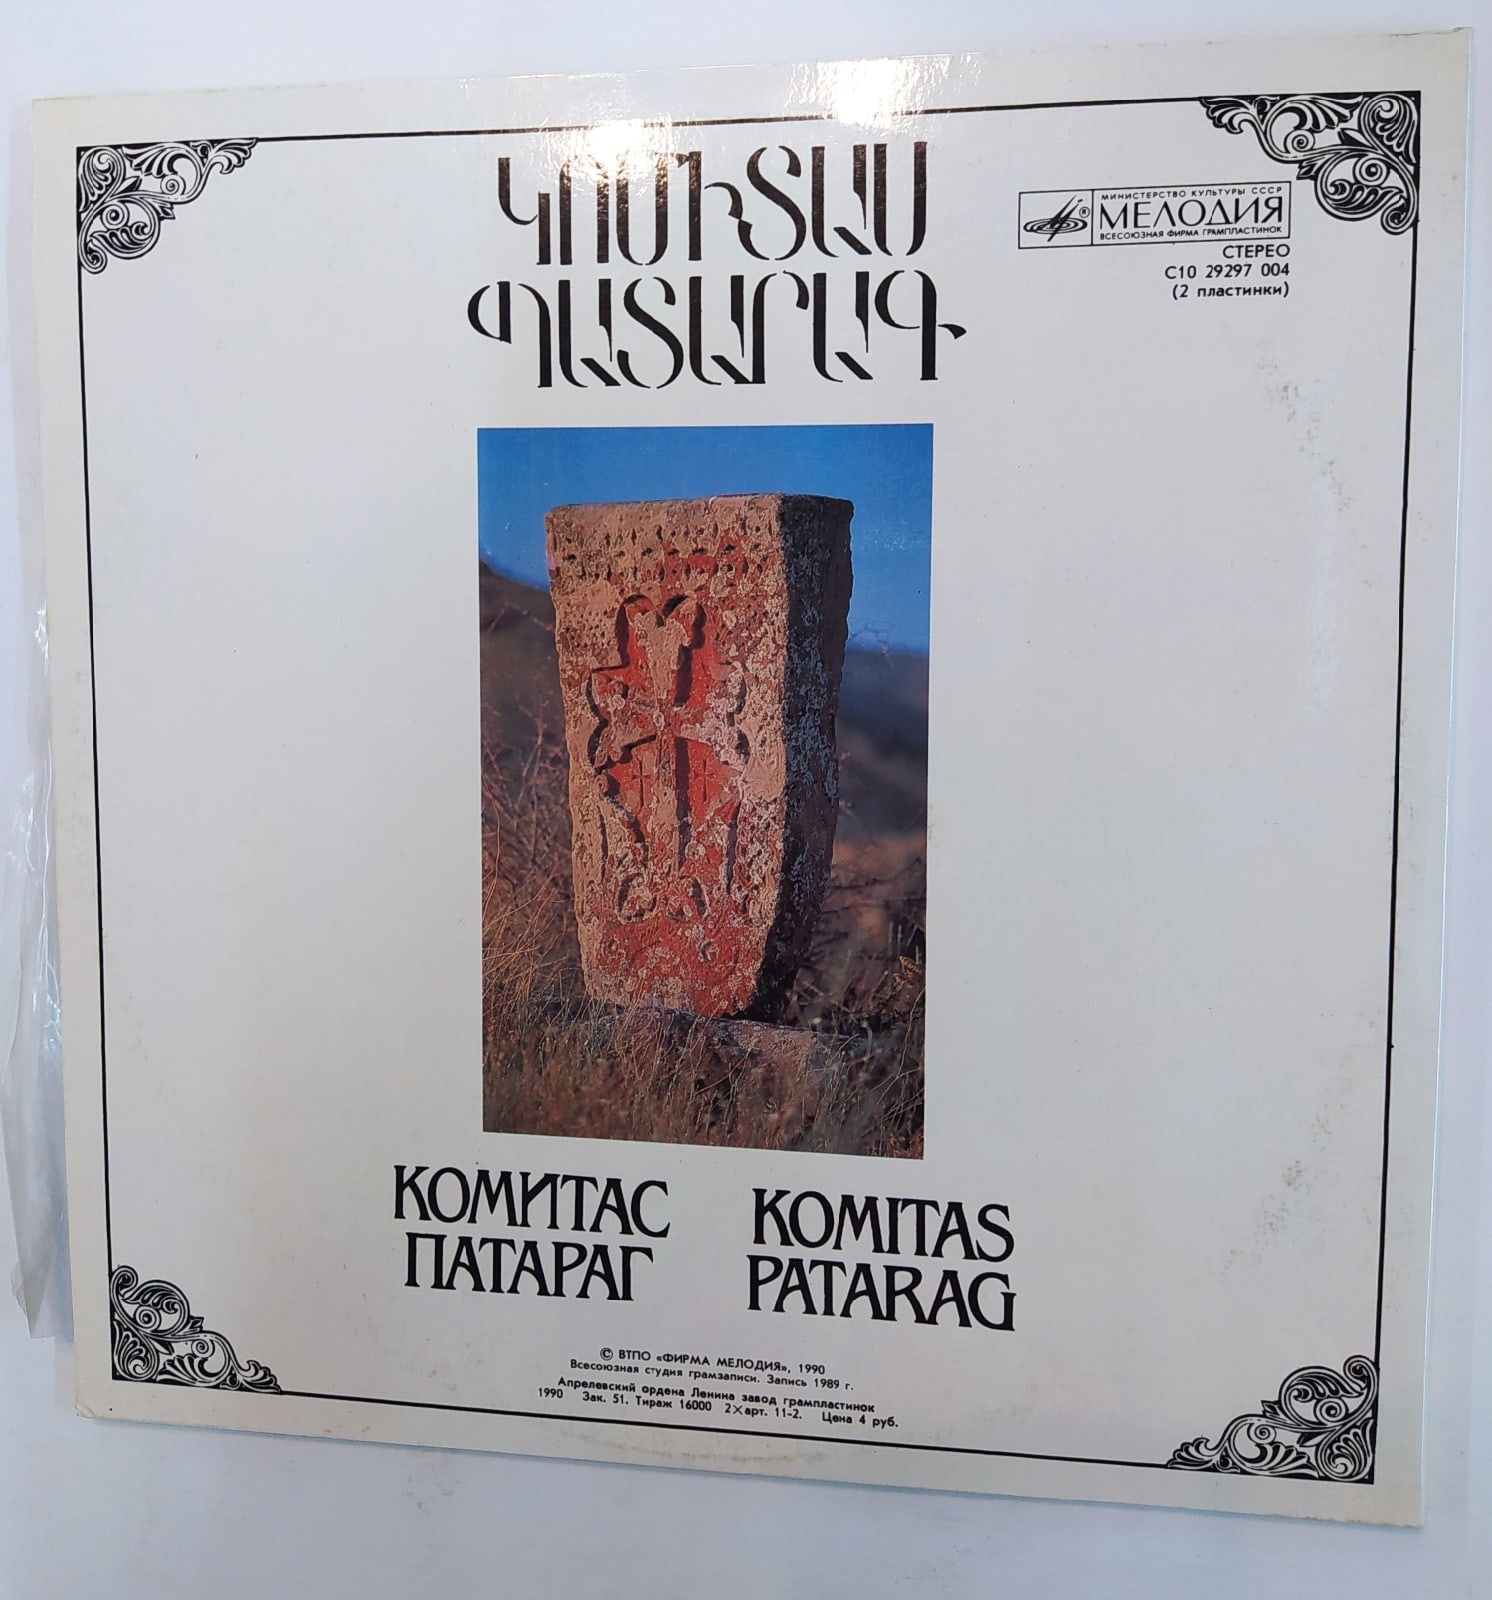 ԿՈՄԻՏԱՍ
ՊԱՏԱՐԱԳ
МИНИСТЕРСТВО КУЛЬТУРЫ СССР
МЕЛОДИЯ
ВСЕСОЮЗНАЯ ФИРМА ГРАМПЛАСТИНОК
СТЕРЕО
С10 29297 004
(2 пластинки)
КОМИТАС
ПАТАРАГ
KOMITAS
PATARAG
© ВТПО «ФИРМА МЕЛОДИЯ», 1990
Всесоюзная студия грамзаписи. Запись 1989 г.
Апрелевский ордена Ленина завод грампластинок
1990 Зак. 51. Тираж 16000 2×арт. 11-2. Цена 4 руб.